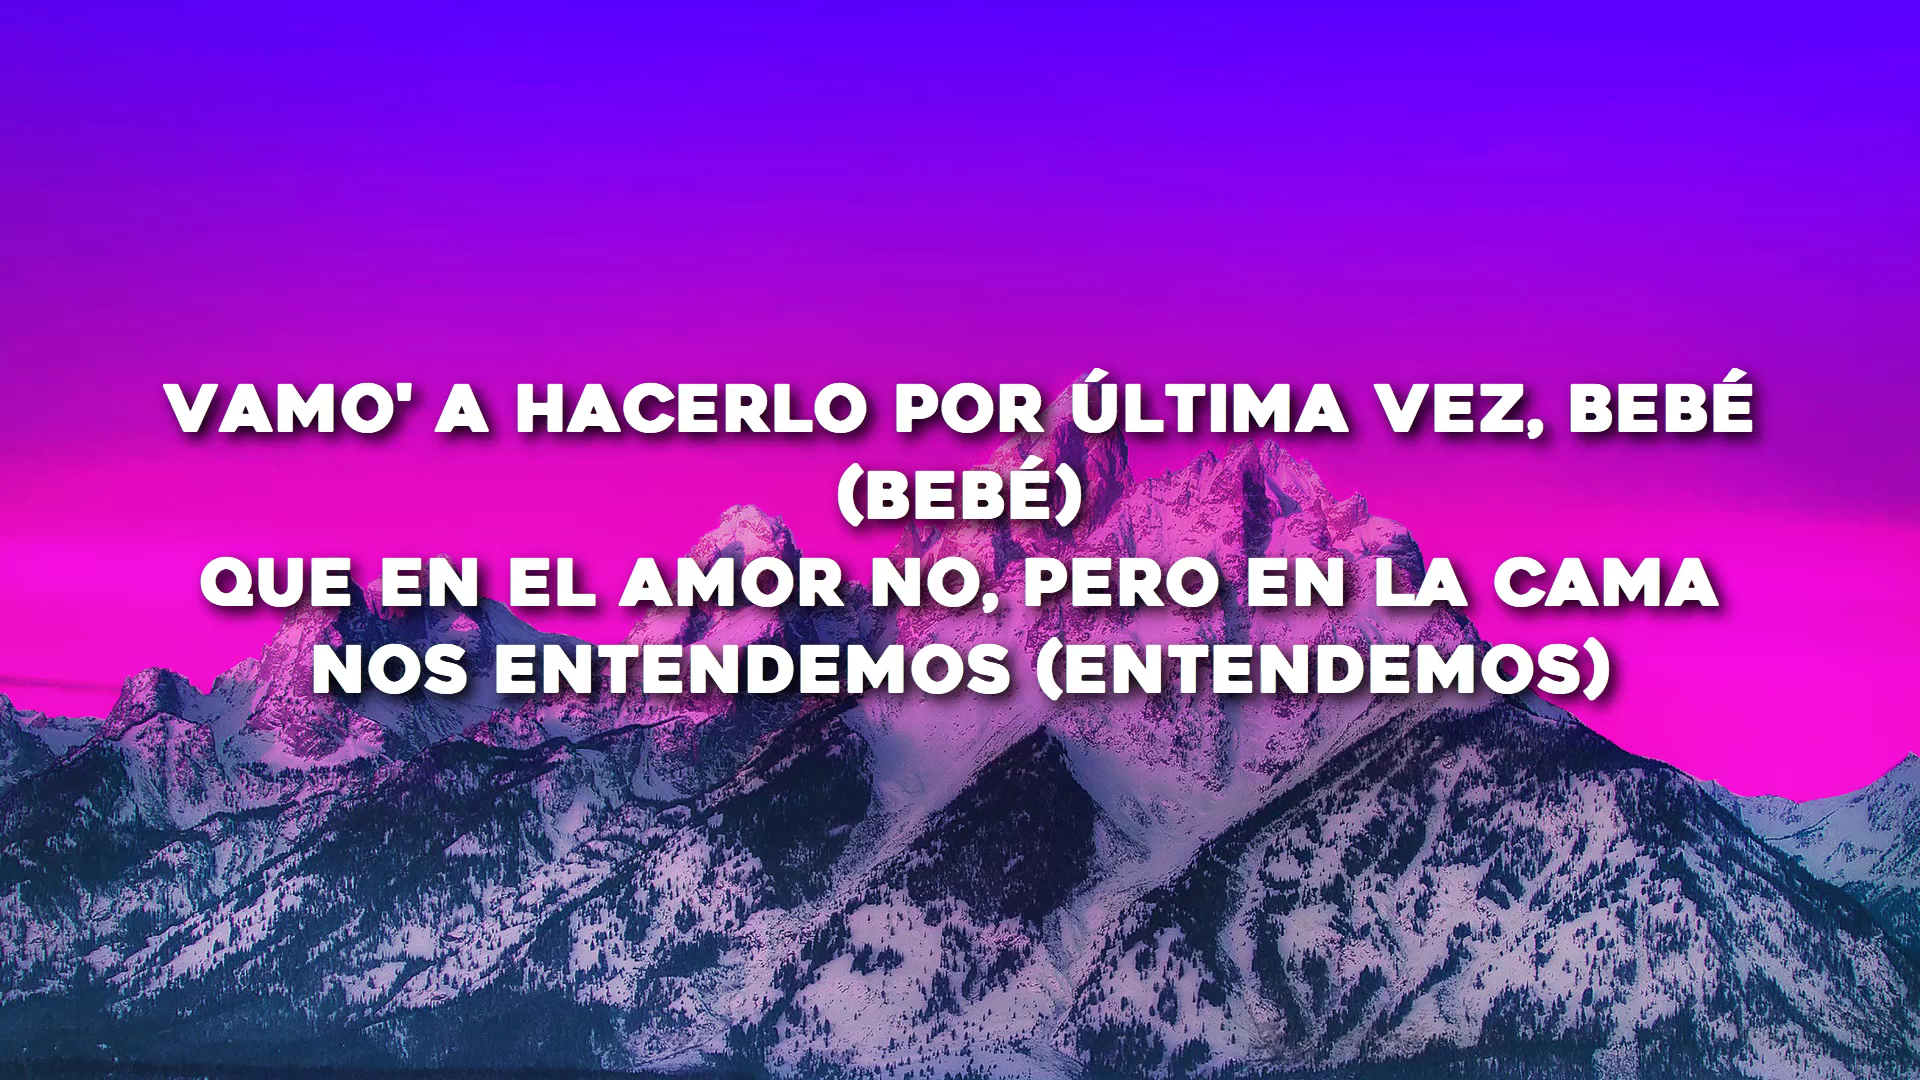 VAMO' A HACERLO POR ÚLTIMA VEZ, BEBÉ
(BEBÉ)
QUE EN EL AMOR NO, PERO EN LA CAMA
NOS ENTENDEMOS (ENTENDEMOS)